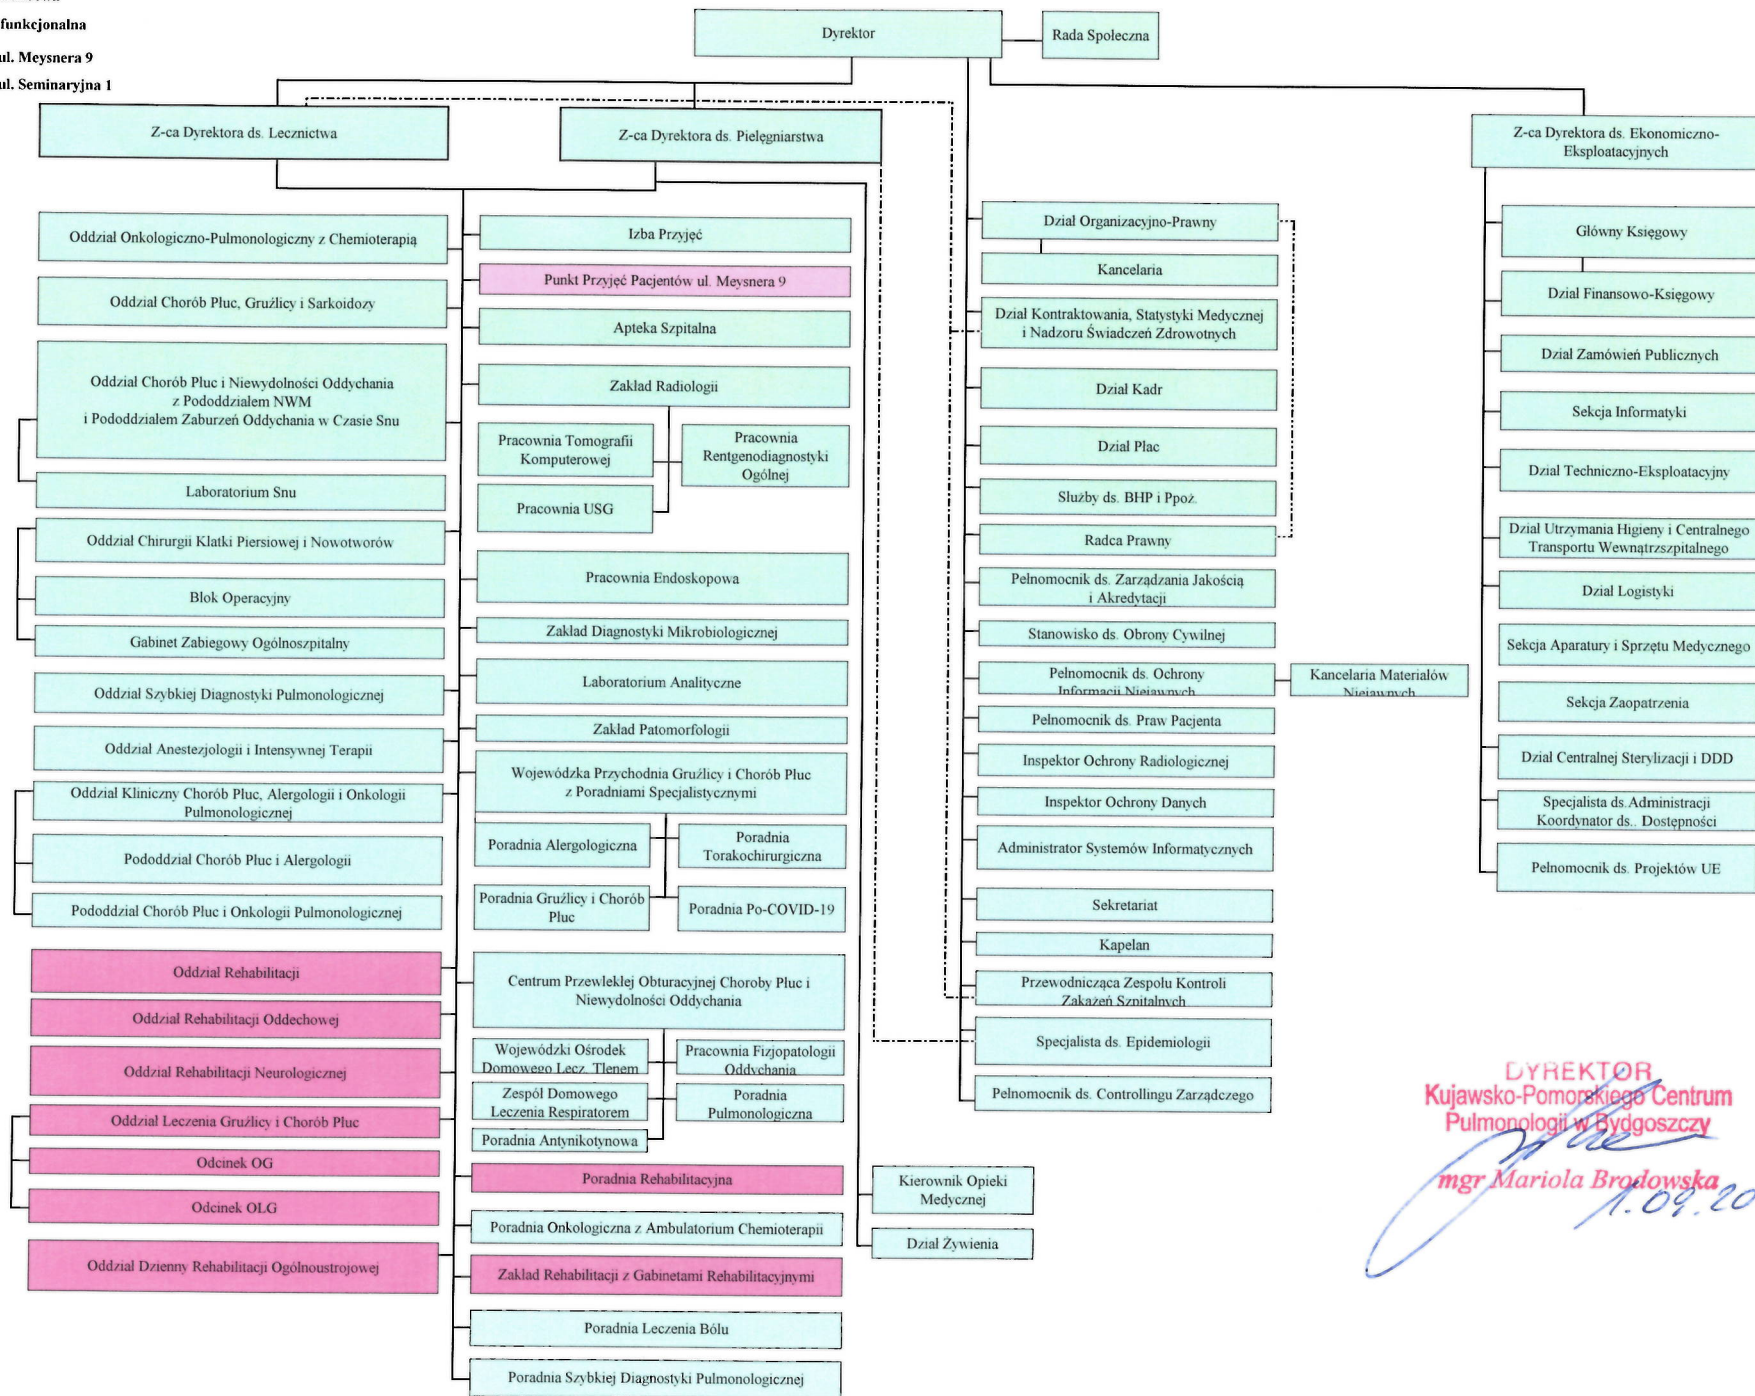 funkcjonalna
ul. Meysnera 9
ul. Seminaryjna 1
Dyrektor
Rada Społeczna
Z-ca Dyrektora ds. Lecznictwa
Z-ca Dyrektora ds. Pielęgniarstwa
Z-ca Dyrektora ds. Ekonomiczno-
Eksploatacyjnych
Oddział Onkologiczno-Pulmonologiczny z Chemioterapią
Oddział Chorób Płuc, Gruźlicy i Sarkoidozy
Oddział Chorób Płuc i Niewydolności Oddychania
z Pododdziałem NWM
i Pododdziałem Zaburzeń Oddychania w Czasie Snu
Laboratorium Snu
Oddział Chirurgii Klatki Piersiowej i Nowotworów
Blok Operacyjny
Gabinet Zabiegowy Ogólnoszpitalny
Oddział Szybkiej Diagnostyki Pulmonologicznej
Oddział Anestezjologii i Intensywnej Terapii
Oddział Kliniczny Chorób Płuc, Alergologii i Onkologii
Pulmonologicznej
Pododdział Chorób Płuc i Alergologii
Pododdział Chorób Płuc i Onkologii Pulmonologicznej
Oddział Rehabilitacji
Oddział Rehabilitacji Oddechowej
Oddział Rehabilitacji Neurologicznej
Oddział Leczenia Gruźlicy i Chorób Płuc
Odcinek OG
Odcinek OLG
Oddział Dzienny Rehabilitacji Ogólnoustrojowej
Izba Przyjęć
Punkt Przyjęć Pacjentów ul. Meysnera 9
Apteka Szpitalna
Zakład Radiologii
Pracownia Tomografii
Komputerowej
Pracownia
Rentgenodiagnostyki
Ogólnej
Pracownia USG
Pracownia Endoskopowa
Zakład Diagnostyki Mikrobiologicznej
Laboratorium Analityczne
Zakład Patomorfologii
Wojewódzka Przychodnia Gruźlicy i Chorób Płuc
z Poradniami Specjalistycznymi
Poradnia Alergologiczna
Poradnia
Torakochirurgiczna
Poradnia Gruźlicy i Chorób
Płuc
Poradnia Po-COVID-19
Centrum Przewlekłej Obturacyjnej Choroby Płuc i
Niewydolności Oddychania
Wojewódzki Ośrodek
Domowego Lecz. Tlenem
Pracownia Fizjopatologii
Oddychania
Zespół Domowego
Leczenia Respiratorem
Poradnia
Pulmonologiczna
Poradnia Antynikotynowa
Poradnia Rehabilitacyjna
Poradnia Onkologiczna z Ambulatorium Chemioterapii
Zakład Rehabilitacji z Gabinetami Rehabilitacyjnymi
Poradnia Leczenia Bólu
Poradnia Szybkiej Diagnostyki Pulmonologicznej
Kierownik Opieki
Medycznej
Dział Żywienia
Dział Organizacyjno-Prawny
Kancelaria
Dział Kontraktowania, Statystyki Medycznej
i Nadzoru Świadczeń Zdrowotnych
Dział Kadr
Dział Płac
Służby ds. BHP i Ppoż.
Radca Prawny
Pełnomocnik ds. Zarządzania Jakością
i Akredytacji
Stanowisko ds. Obrony Cywilnej
Pełnomocnik ds. Ochrony
Informacji Niejawnych
Kancelaria Materiałów
Niejawnych
Pełnomocnik ds. Praw Pacjenta
Inspektor Ochrony Radiologicznej
Inspektor Ochrony Danych
Administrator Systemów Informatycznych
Sekretariat
Kapelan
Przewodnicząca Zespołu Kontroli
Zakażeń Szpitalnych
Specjalista ds. Epidemiologii
Pełnomocnik ds. Controllingu Zarządczego
Główny Księgowy
Dział Finansowo-Księgowy
Dział Zamówień Publicznych
Sekcja Informatyki
Dział Techniczno-Eksploatacyjny
Dział Utrzymania Higieny i Centralnego
Transportu Wewnątrzszpitalnego
Dział Logistyki
Sekcja Aparatury i Sprzętu Medycznego
Sekcja Zaopatrzenia
Dział Centralnej Sterylizacji i DDD
Specjalista ds.Administracji
Koordynator ds.. Dostępności
Pełnomocnik ds. Projektów UE
DYREKTOR
Kujawsko-Pomorskiego Centrum
Pulmonologii w Bydgoszczy
mgr Mariola Brodowska
1.09.20